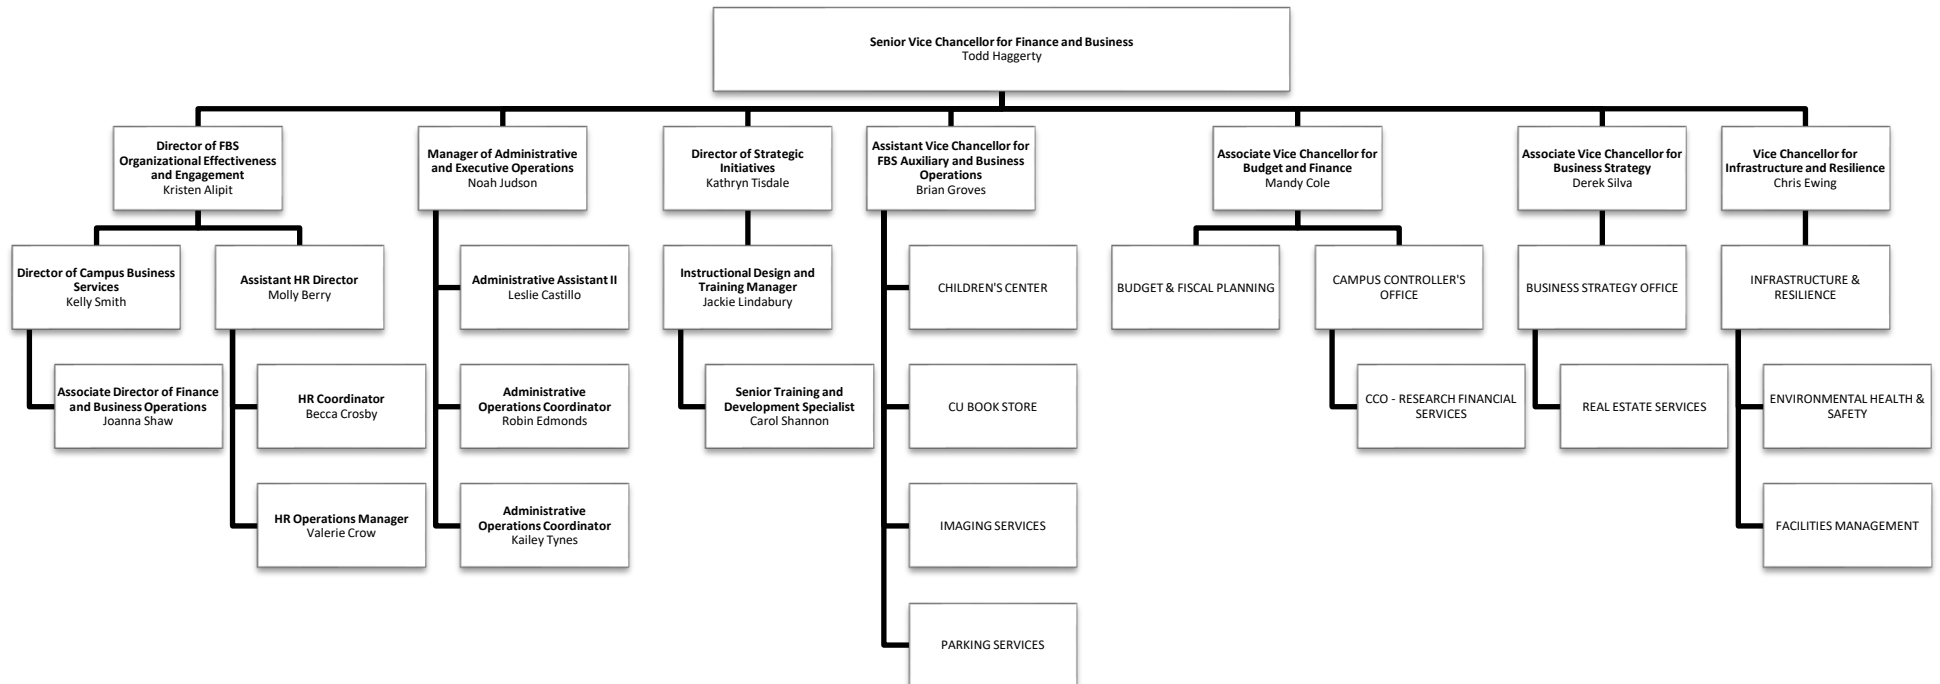 Senior Vice Chancellor for Finance and Business
Todd Haggerty
Director of FBS
Organizational Effectiveness
and Engagement
Kristen Alipit
Manager of Administrative
and Executive Operations
Noah Judson
Director of Strategic
Initiatives
Kathryn Tisdale
Assistant Vice Chancellor for
FBS Auxiliary and Business
Operations
Brian Groves
Associate Vice Chancellor for
Budget and Finance
Mandy Cole
Associate Vice Chancellor for
Business Strategy
Derek Silva
Vice Chancellor for
Infrastructure and Resilience
Chris Ewing
Director of Campus Business
Services
Kelly Smith
Assistant HR Director
Molly Berry
Administrative Assistant II
Leslie Castillo
Instructional Design and
Training Manager
Jackie Lindabury
CHILDREN'S CENTER
BUDGET & FISCAL PLANNING
CAMPUS CONTROLLER'S
OFFICE
BUSINESS STRATEGY OFFICE
INFRASTRUCTURE &
RESILIENCE
Associate Director of Finance
and Business Operations
Joanna Shaw
HR Coordinator
Becca Crosby
Administrative
Operations Coordinator
Robin Edmonds
Senior Training and
Development Specialist
Carol Shannon
CU BOOK STORE
CCO - RESEARCH FINANCIAL
SERVICES
REAL ESTATE SERVICES
ENVIRONMENTAL HEALTH &
SAFETY
HR Operations Manager
Valerie Crow
Administrative
Operations Coordinator
Kailey Tynes
IMAGING SERVICES
FACILITIES MANAGEMENT
PARKING SERVICES